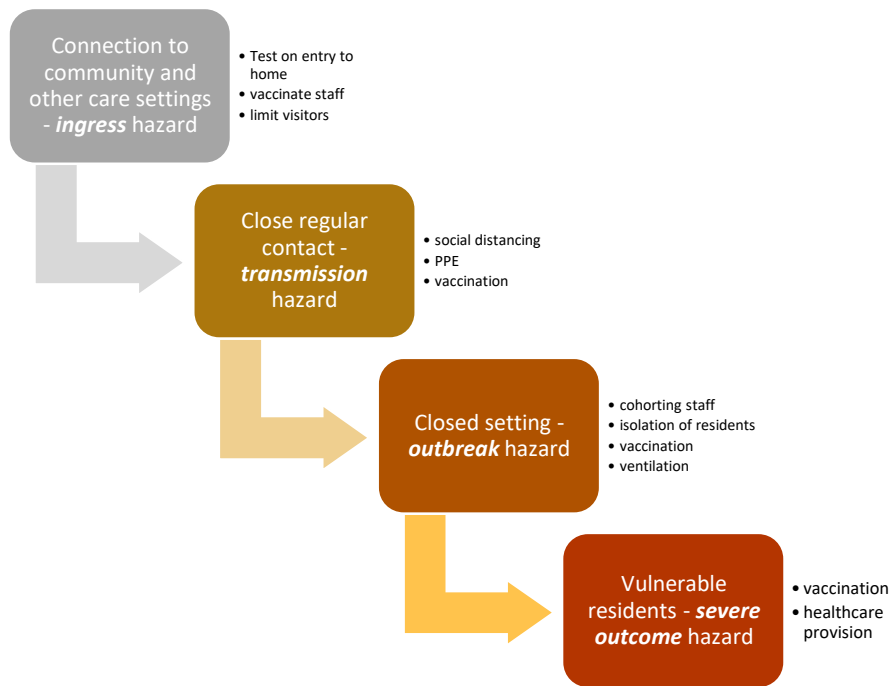 Connection to
community and
other care settings
- ingress hazard
• Test on entry to
home
• vaccinate staff
• limit visitors
Close regular
contact -
transmission
hazard
• social distancing
• PPE
• vaccination
Closed setting -
outbreak hazard
• cohorting staff
• isolation of residents
• vaccination
• ventilation
Vulnerable
residents - severe
outcome hazard
• vaccination
• healthcare
provision